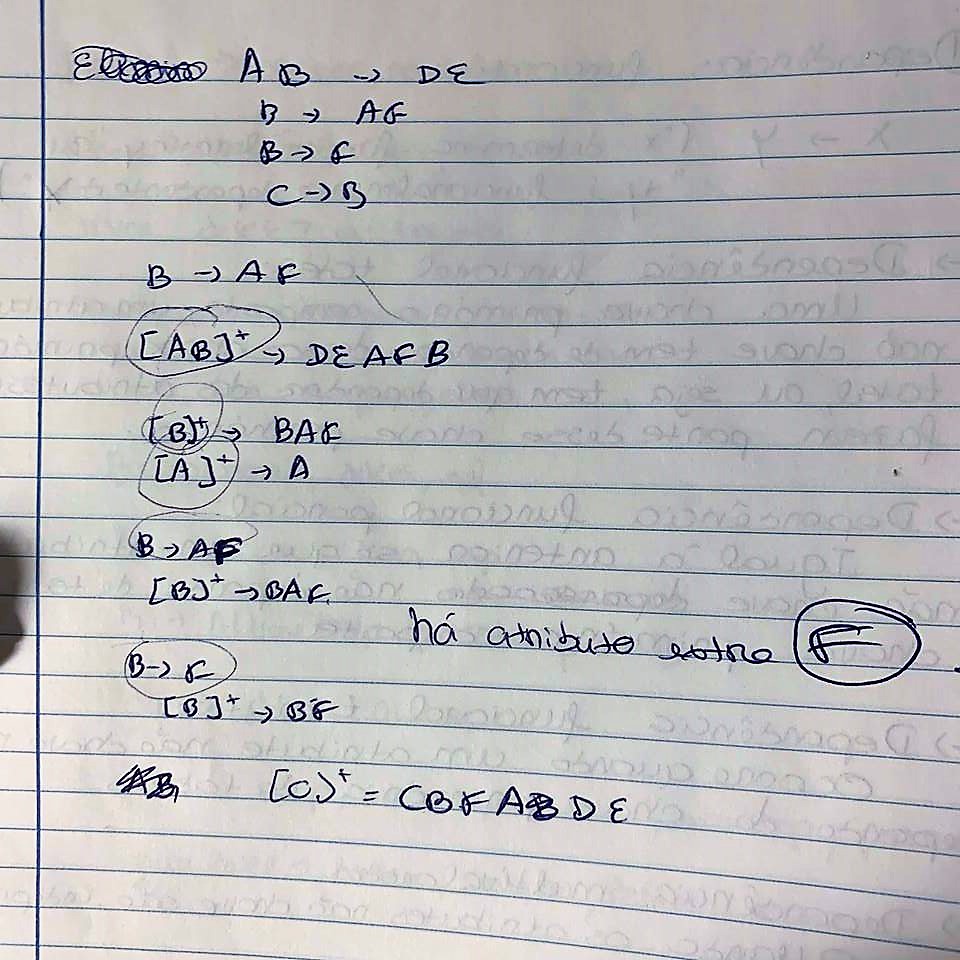 AB → DE
B → AF
B → F
C → B
B → AF
[AB]+ → DEAFB
[B]+ → BAF
[A]+ → A
B → AF
[B]+ → BAF
há atributo extra F
B → F
[B]+ → BF
[C]+ = CBFABDE